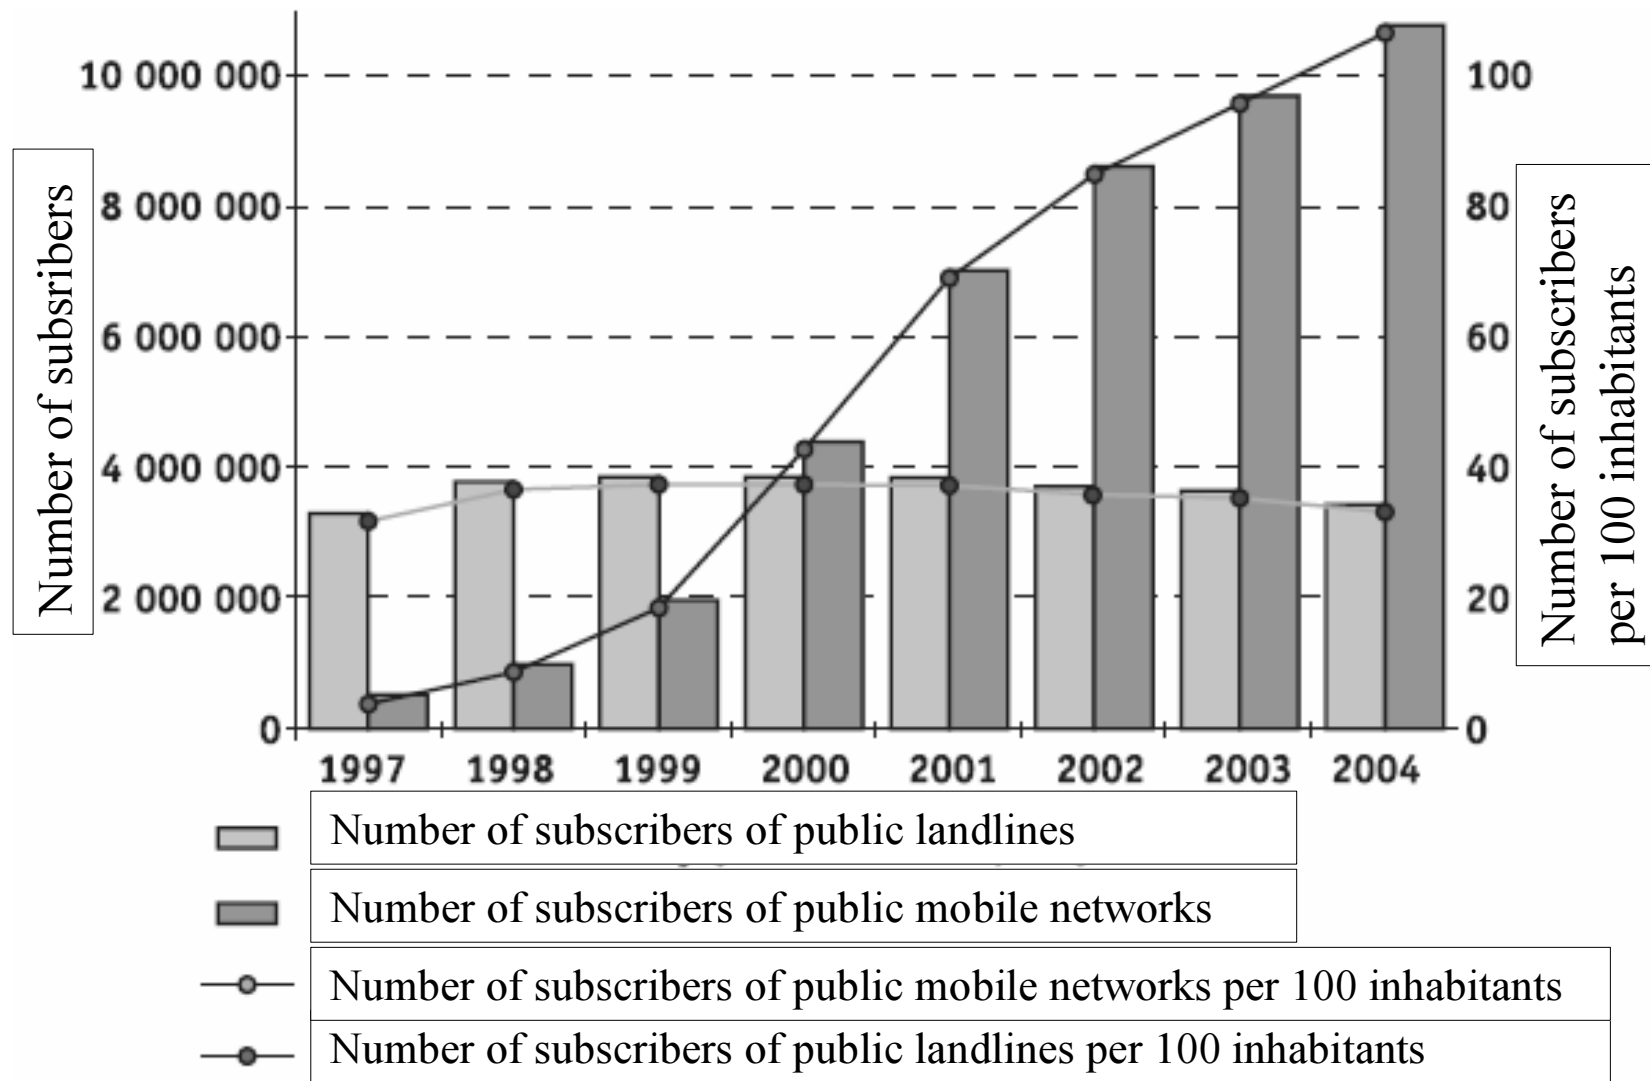 10 000 000
8 000 000
6 000 000
4 000 000
2 000 000
0
Number of subsribers
100
80
60
40
20
0
Number of subscribers
per 100 inhabitants
1997 1998 1999 2000 2001 2002 2003 2004
Number of subscribers of public landlines
Number of subscribers of public mobile networks
Number of subscribers of public mobile networks per 100 inhabitants
Number of subscribers of public landlines per 100 inhabitants